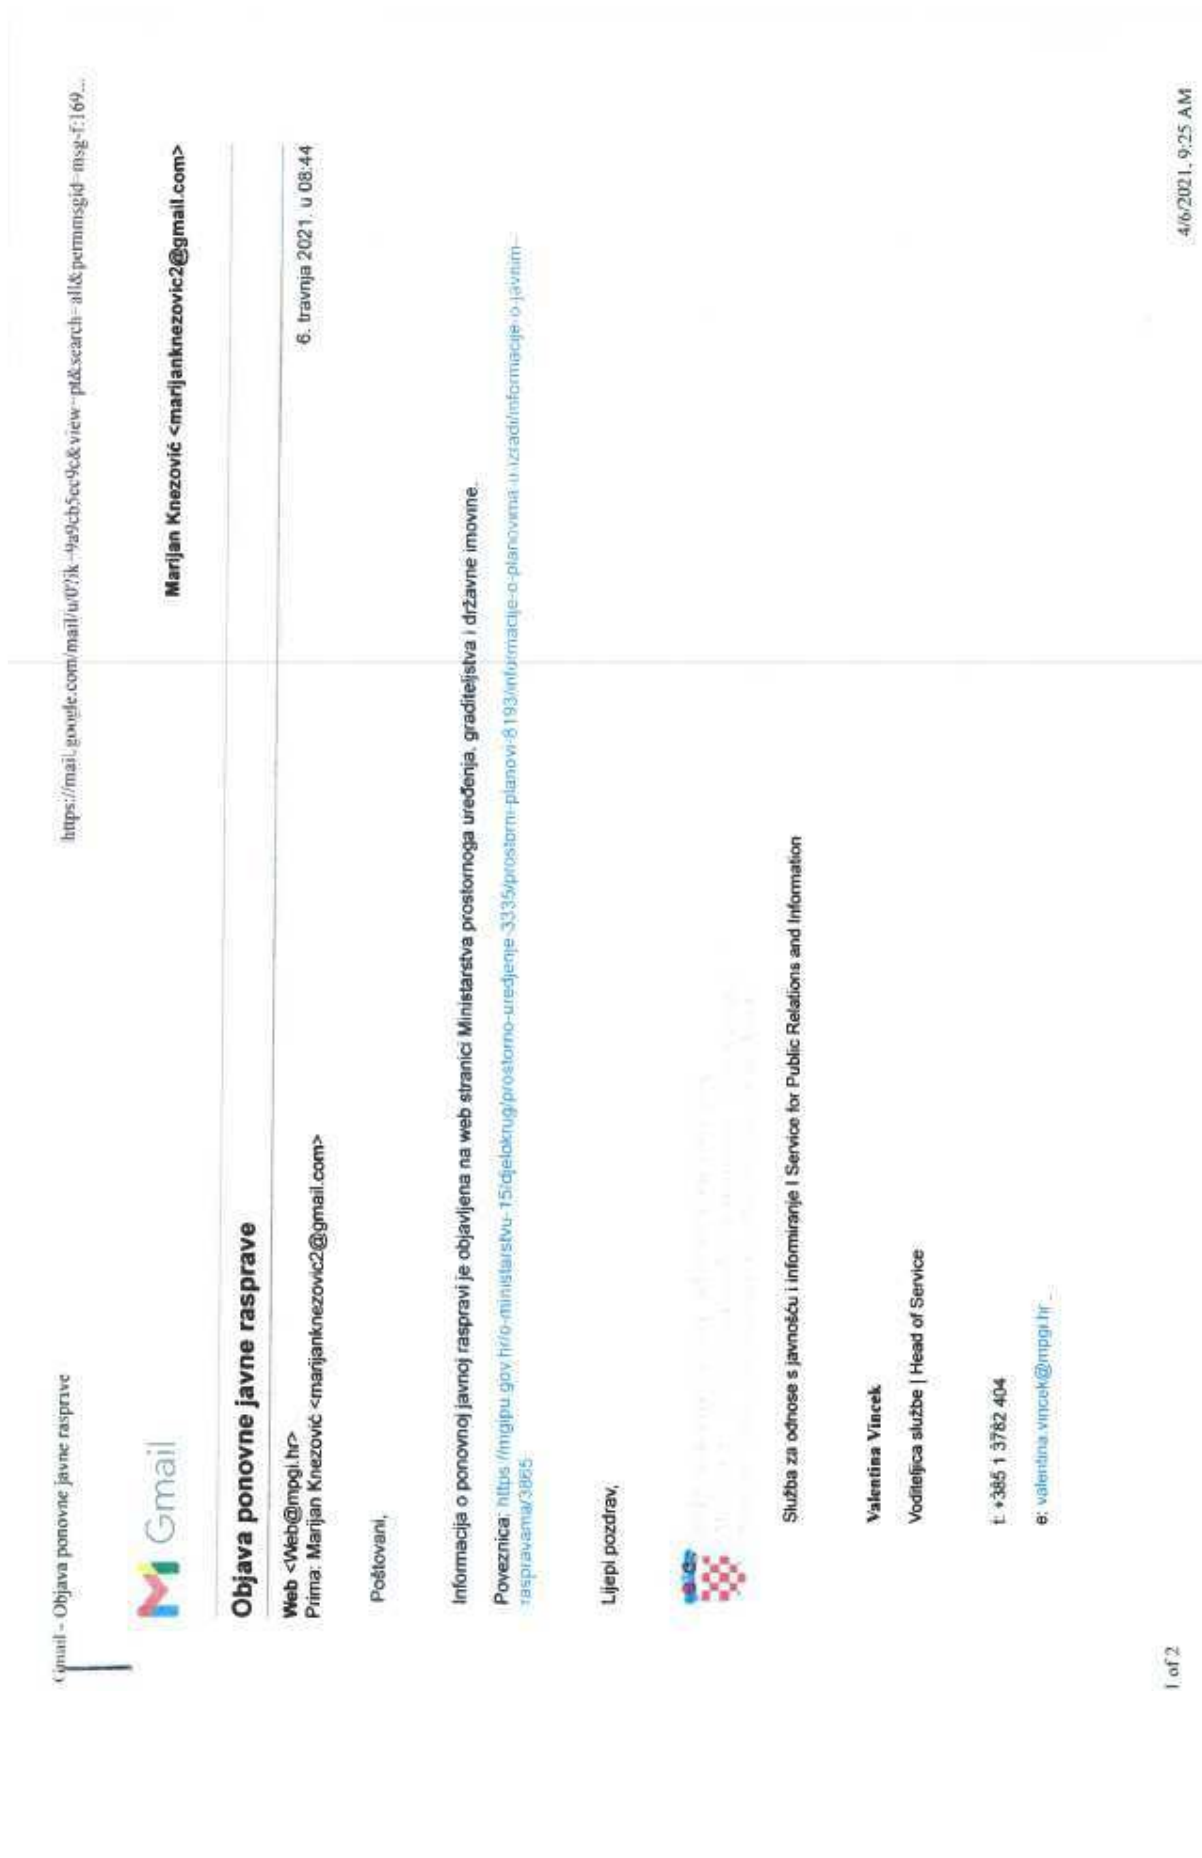 Gmail - Objava ponovne javne rasprave
https://mail.google.com/mail/u/0?ik=9a9cb5ec9c&view=pt&search=all&permmsgid=msg-f:169...
M Gmail
Marijan Knezović <marijanknezovic2@gmail.com>
Objava ponovne javne rasprave
Web <Web@mpgi.hr>
6. travnja 2021. u 08:44
Prima: Marijan Knezović <marijanknezovic2@gmail.com>
Poštovani,
Informacija o ponovnoj javnoj raspravi je objavljena na web stranici Ministarstva prostornoga uređenja, graditeljstva i državne imovine.
Poveznica: https://mgipu.gov.hr/o-ministarstvu-15/djelokrug/prostorno-uredjenje-3335/prostorni-planovi-8193/informacije-o-planovima-u-izradi/informacije-o-javnim-
raspravama/3865
Lijepi pozdrav,
Služba za odnose s javnošću i informiranje I Service for Public Relations and Information
Valentina Vincek
Voditeljica službe | Head of Service
t: +385 1 3782 404
e: valentina.vincek@mpgi.hr
1 of 2
4/6/2021, 9:25 AM